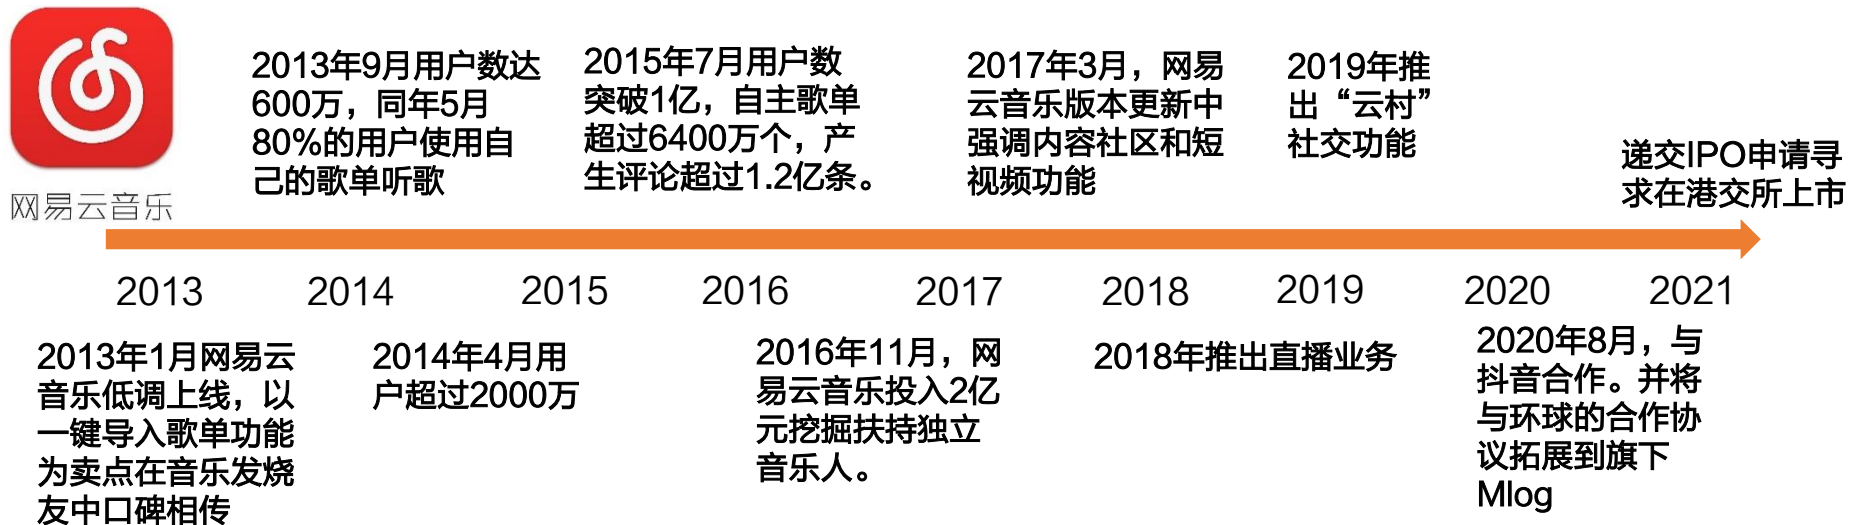 网易云音乐
2013年9月用户数达
600万，同年5月
80%的用户使用自
己的歌单听歌
2015年7月用户数
突破1亿，自主歌单
超过6400万个，产
生评论超过1.2亿条。
2017年3月，网易
云音乐版本更新中
强调内容社区和短
视频功能
2019年推
出“云村”
社交功能
递交IPO申请寻
求在港交所上市
2013
2014
2015
2016
2017
2018
2019
2020
2021
2013年1月网易云
音乐低调上线，以
一键导入歌单功能
为卖点在音乐发烧
友中口碑相传
2014年4月用
户超过2000万
2016年11月，网
易云音乐投入2亿
元挖掘扶持独立
音乐人。
2018年推出直播业务
2020年8月，与
抖音合作。并将
与环球的合作协
议拓展到旗下
Mlog